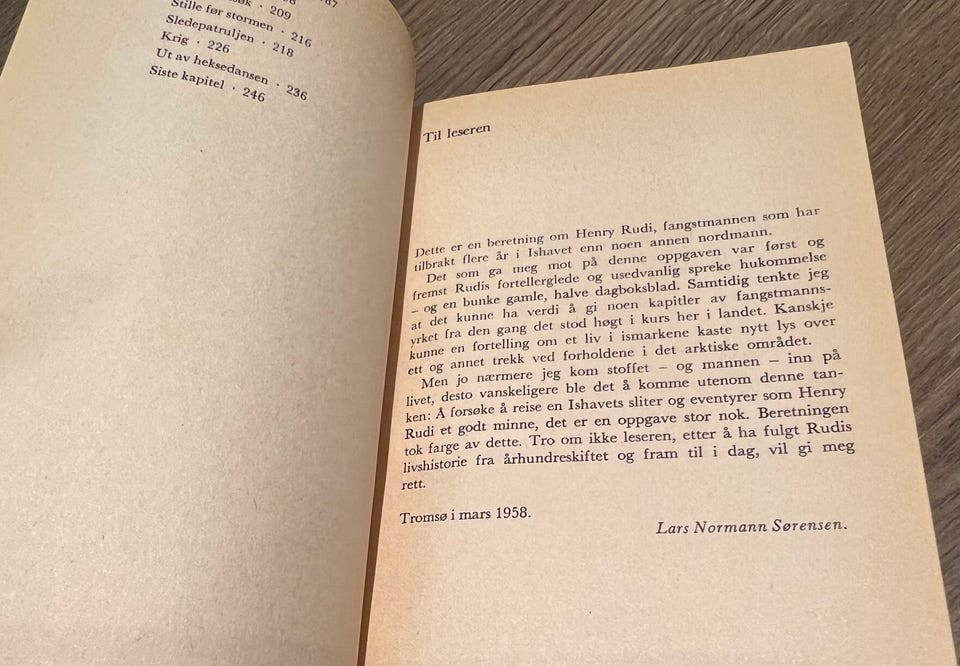 209
Stille før stormen · 216
Sledepatruljen · 218
Krig · 226
Ut av heksedansen · 236
Siste kapitel · 246
Til leseren
Dette er en beretning om Henry Rudi, fangstmannen som har
tilbrakt flere år i Ishavet enn noen annen nordmann.
Det som ga meg mot på denne oppgaven var først og
fremst Rudis fortellerglede og usedvanlig spreke hukommelse
– og en bunke gamle, halve dagboksblad. Samtidig tenkte jeg
at det kunne ha verdi å gi noen kapitler av fangstmanns-
yrket fra den gang det stod høgt i kurs her i landet. Kanskje
kunne en fortelling om et liv i ismarkene kaste nytt lys over
ett og annet trekk ved forholdene i det arktiske området.
Men jo nærmere jeg kom stoffet – og mannen – inn på
livet, desto vanskeligere ble det å komme utenom denne tan-
ken: Å forsøke å reise en Ishavets sliter og eventyrer som Henry
Rudi et godt minne, det er en oppgave stor nok. Beretningen
tok farge av dette. Tro om ikke leseren, etter å ha fulgt Rudis
livshistorie fra århundreskiftet og fram til i dag, vil gi meg
rett.
Tromsø i mars 1958.
Lars Normann Sørensen.